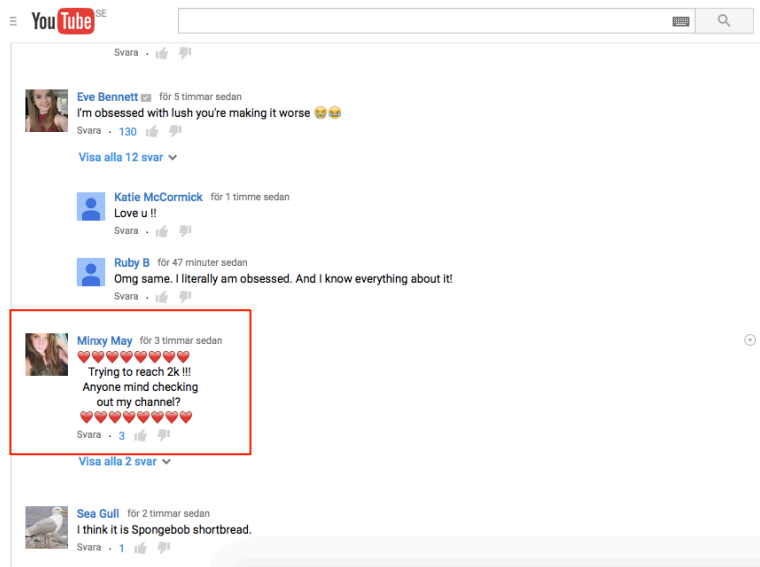 YouTube SE
Svara ·
Eve Bennett för 5 timmar sedan
I'm obsessed with lush you're making it worse 😭😂
Svara · 130
Visa alla 12 svar
Katie McCormick för 1 timme sedan
Love u !!
Svara ·
Ruby B för 47 minuter sedan
Omg same. I literally am obsessed. And I know everything about it!
Svara ·
Minxy May för 3 timmar sedan
❤❤❤❤❤❤❤❤
Trying to reach 2k !!!
Anyone mind checking
out my channel?
❤❤❤❤❤❤❤❤
Svara · 3
Visa alla 2 svar
Sea Gull för 2 timmar sedan
I think it is Spongebob shortbread.
Svara · 1